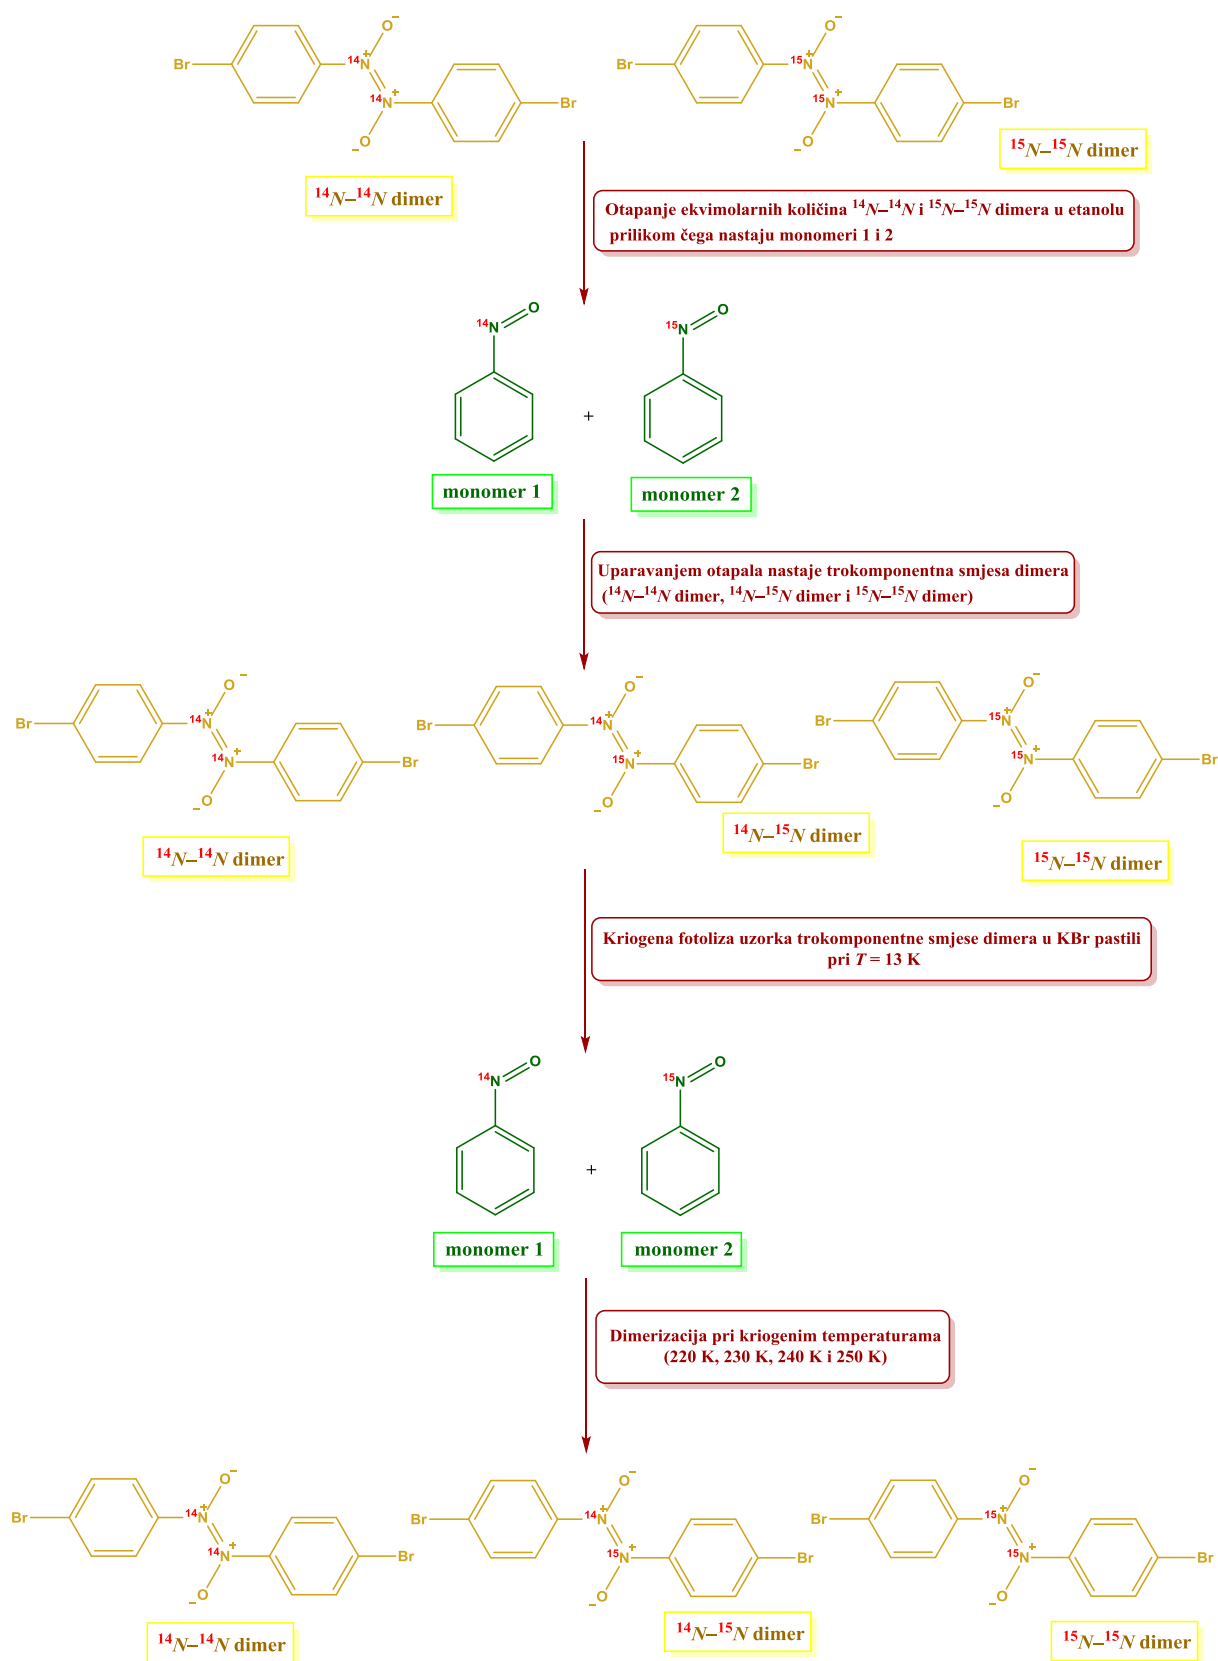 Br 14N+ O− 14N+ O− Br
Br 15N+ O− 15N+ O− Br
14N–14N dimer
15N–15N dimer
Otapanje ekvimolarnih količina 14N–14N i 15N–15N dimera u etanolu
prilikom čega nastaju monomeri 1 i 2
14N O
15N O
+
monomer 1
monomer 2
Uparavanjem otapala nastaje trokomponentna smjesa dimera
(14N–14N dimer, 14N–15N dimer i 15N–15N dimer)
Br 14N+ O− 14N+ O− Br
Br 14N+ O− 15N+ O− Br
Br 15N+ O− 15N+ O− Br
14N–14N dimer
14N–15N dimer
15N–15N dimer
Kriogena fotoliza uzorka trokomponentne smjese dimera u KBr pastili
pri T = 13 K
14N O
15N O
+
monomer 1
monomer 2
Dimerizacija pri kriogenim temperaturama
(220 K, 230 K, 240 K i 250 K)
Br 14N+ O− 14N+ O− Br
Br 14N+ O− 15N+ O− Br
Br 15N+ O− 15N+ O− Br
14N–14N dimer
14N–15N dimer
15N–15N dimer